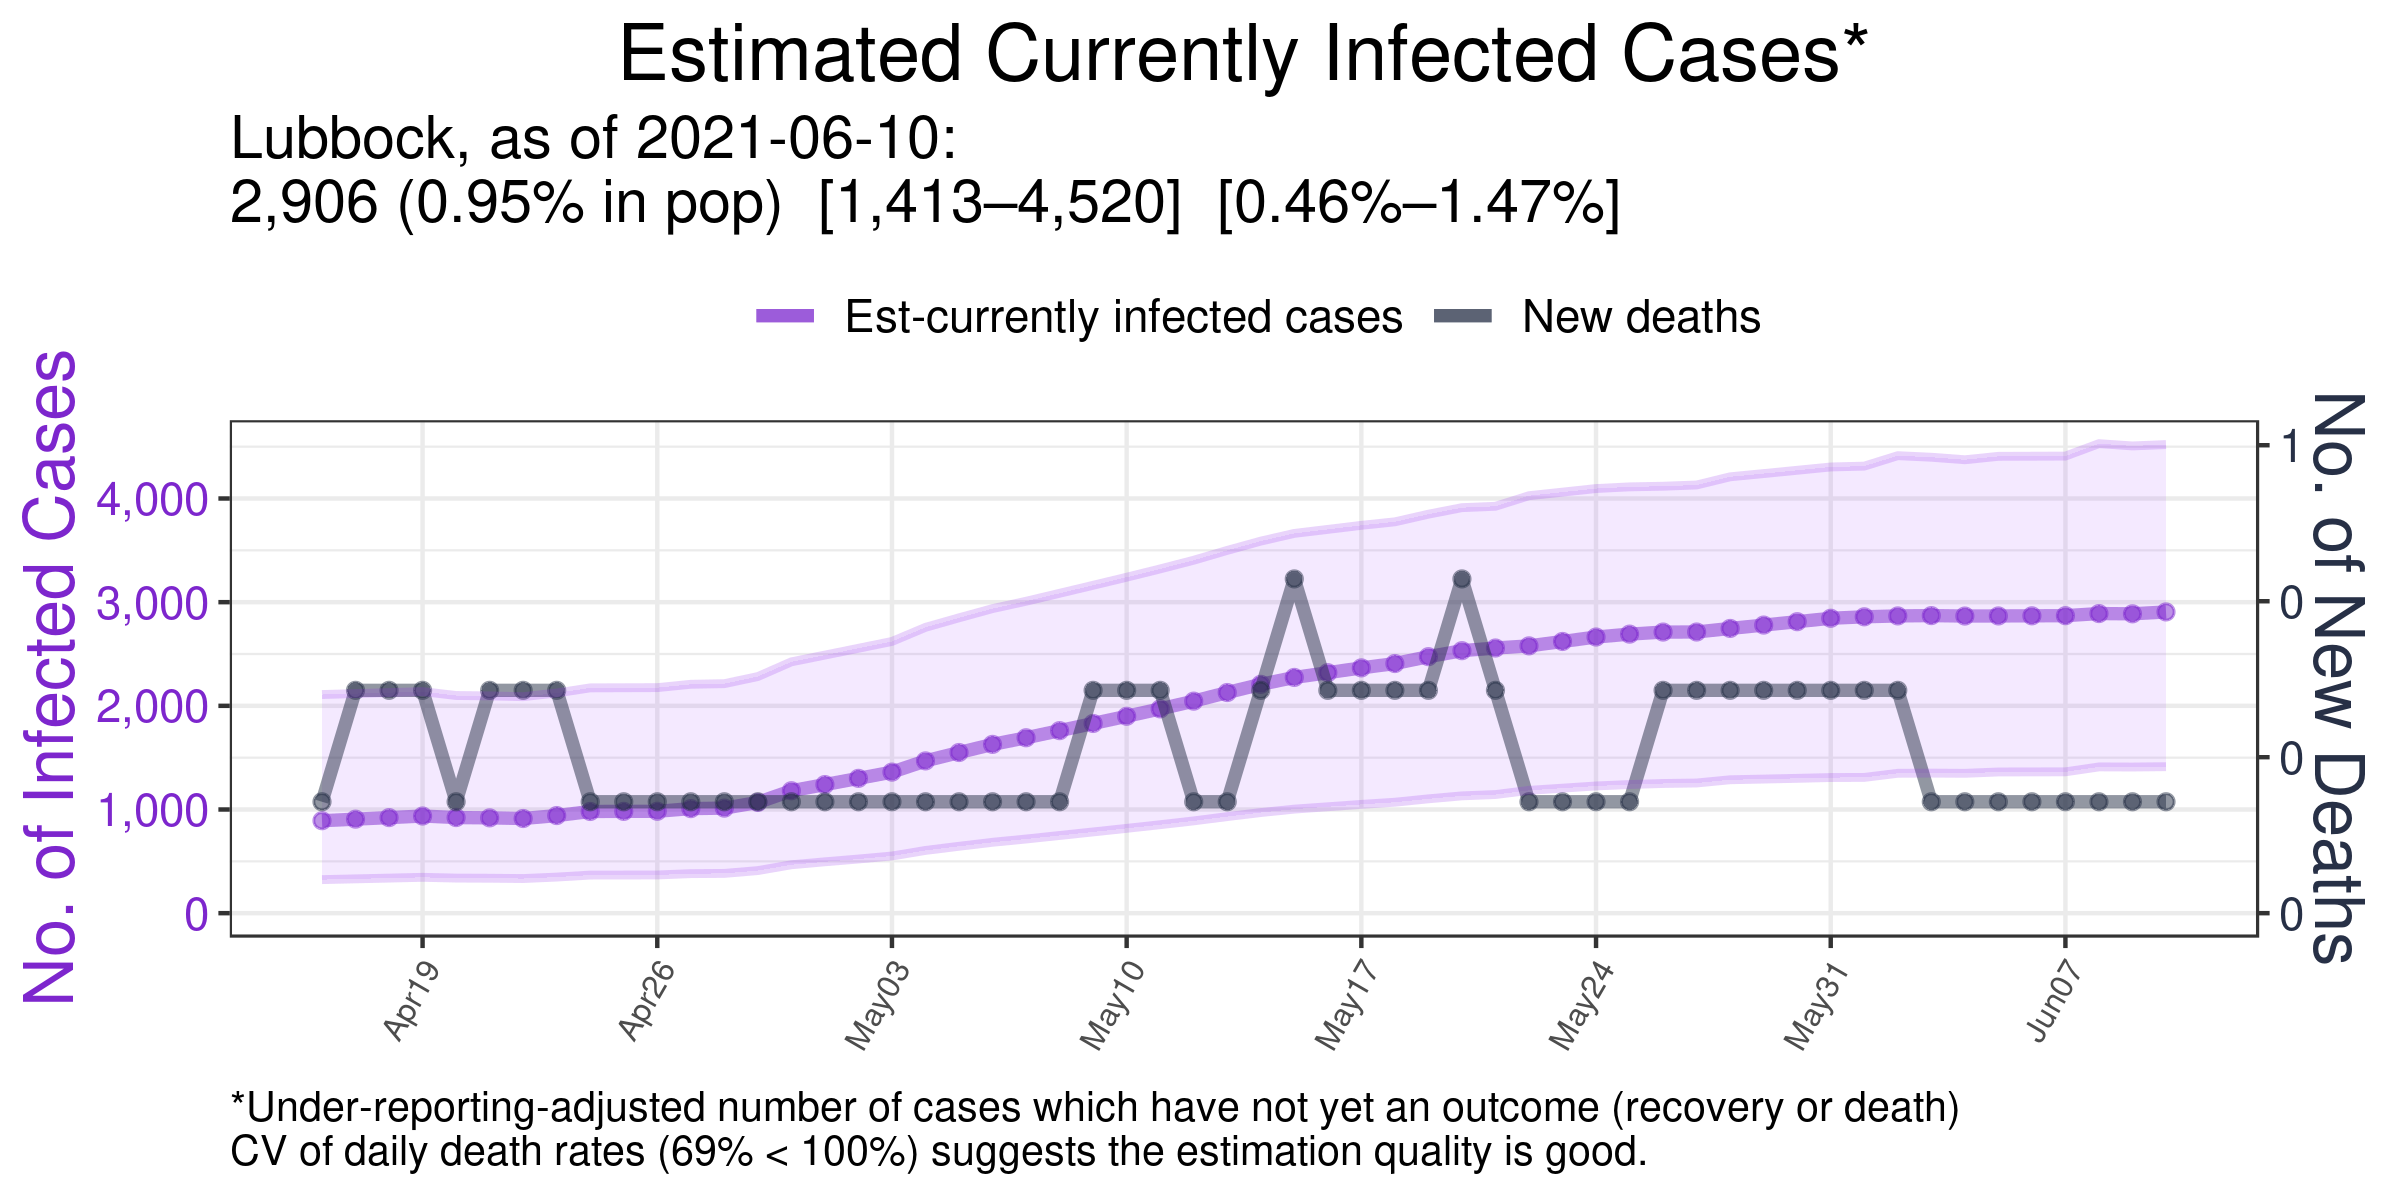 Estimated Currently Infected Cases*
Lubbock, as of 2021-06-10:
2,906 (0.95% in pop) [1,413–4,520] [0.46%–1.47%]
Est-currently infected cases New deaths
No. of Infected Cases
4,000
3,000
2,000
1,000
0
1
0
0
0
No. of New Deaths
Apr19 Apr26 May03 May10 May17 May24 May31 Jun07
*Under-reporting-adjusted number of cases which have not yet an outcome (recovery or death)
CV of daily death rates (69% < 100%) suggests the estimation quality is good.